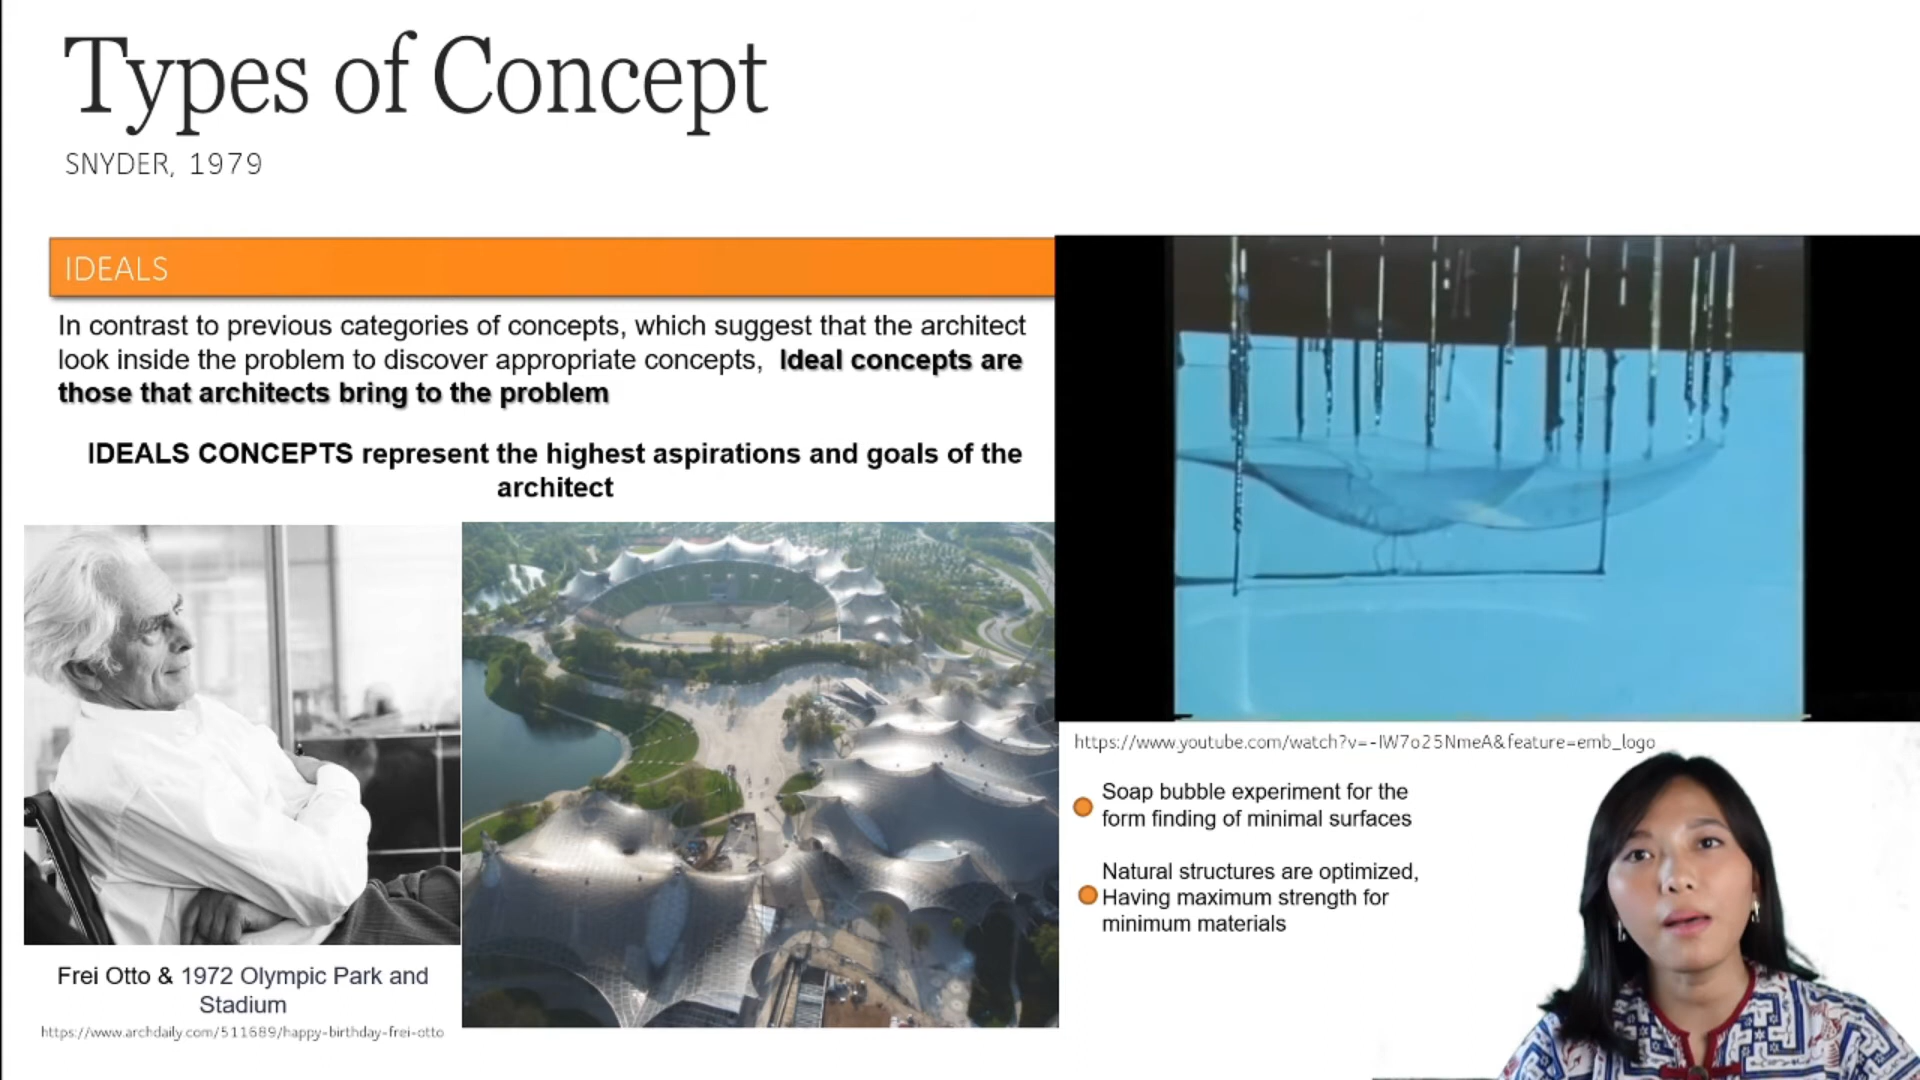 Types of Concept
SNYDER, 1979
IDEALS
In contrast to previous categories of concepts, which suggest that the architect
look inside the problem to discover appropriate concepts, Ideal concepts are
those that architects bring to the problem
IDEALS CONCEPTS represent the highest aspirations and goals of the
architect
Frei Otto & 1972 Olympic Park and
Stadium
https://www.archdaily.com/511689/happy-birthday-frei-otto
https://www.youtube.com/watch?v=-IW7o25NmeA&feature=emb_logo
Soap bubble experiment for the
form finding of minimal surfaces
Natural structures are optimized,
Having maximum strength for
minimum materials